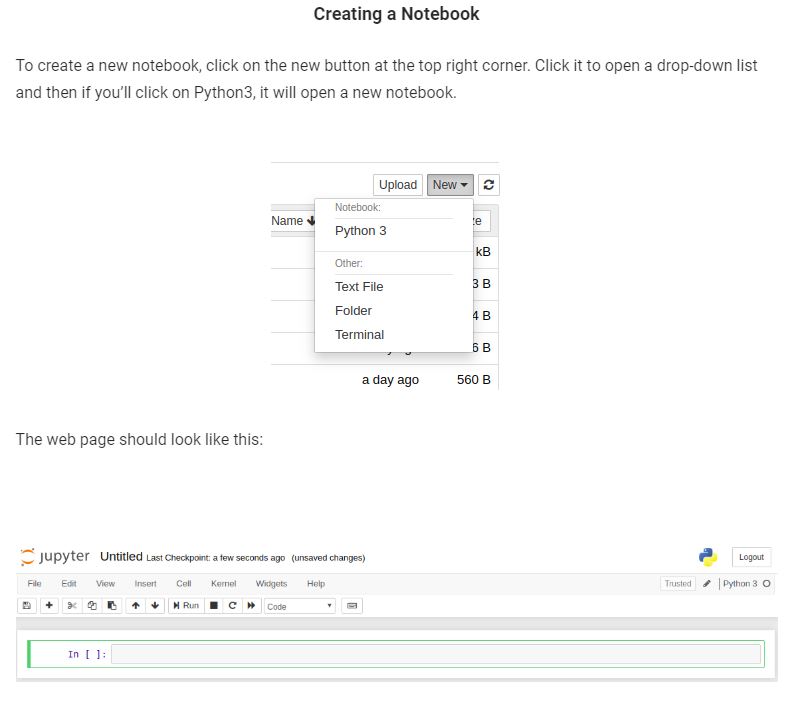 Creating a Notebook
To create a new notebook, click on the new button at the top right corner. Click it to open a drop-down list
and then if you’ll click on Python3, it will open a new notebook.
Upload New
Notebook:
Name
Python 3
kB
Other:
Text File
3 B
Folder
4 B
Terminal
6 B
a day ago 560 B
The web page should look like this:
jupyter Untitled Last Checkpoint: a few seconds ago (unsaved changes) Logout
File Edit View Insert Cell Kernel Widgets Help Trusted Python 3
Run Code
In [ ]: